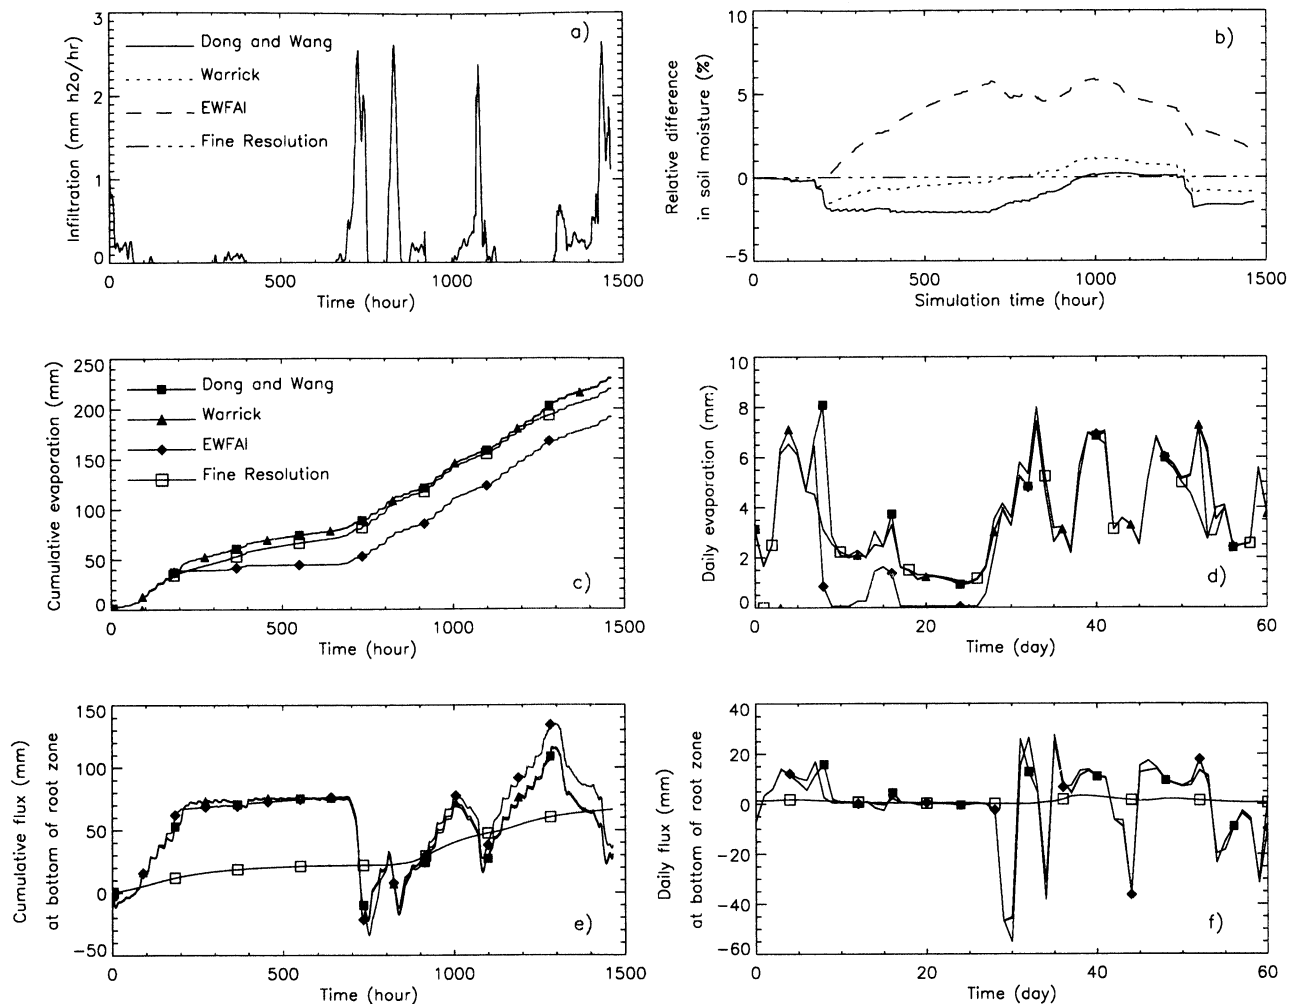 a)
Infiltration (mm h2o/hr)
3
2
1
0
Dong and Wang
Warrick
EWFAI
Fine Resolution
0 500 1000 1500
Time (hour)
b)
Relative difference
in soil moisture (%)
10
5
0
−5
0 500 1000 1500
Simulation time (hour)
c)
Cumulative evaporation (mm)
250
200
150
100
50
0
Dong and Wang
Warrick
EWFAI
Fine Resolution
0 500 1000 1500
Time (hour)
d)
Daily evaporation (mm)
10
8
6
4
2
0
0 20 40 60
Time (day)
e)
Cumulative flux (mm)
at bottom of root zone
150
100
50
0
−50
0 500 1000 1500
Time (hour)
f)
Daily flux (mm)
at bottom of root zone
40
20
0
−20
−40
−60
0 20 40 60
Time (day)